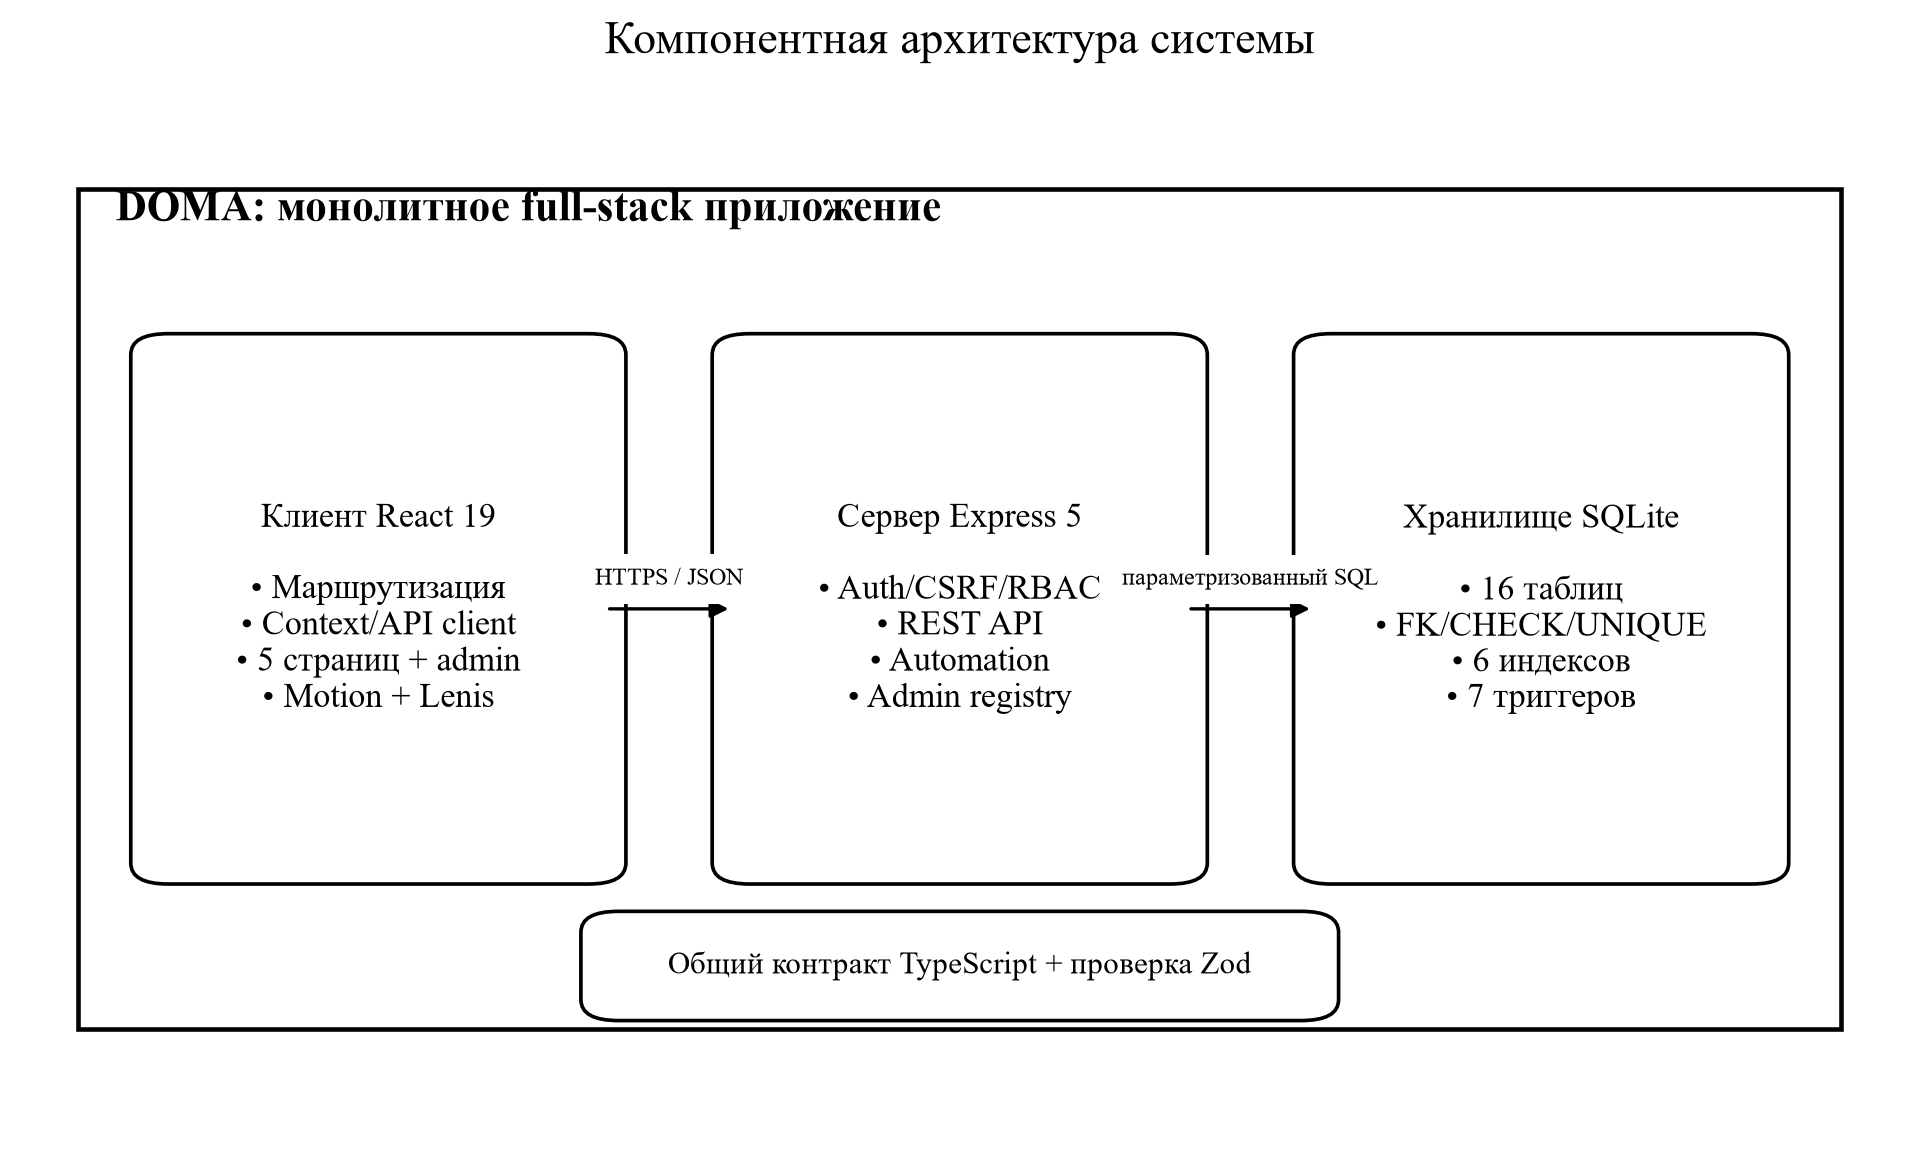 Компонентная архитектура системы
DOMA: монолитное full-stack приложение
Клиент React 19
• Маршрутизация
• Context/API client
• 5 страниц + admin
• Motion + Lenis
HTTPS / JSON
Сервер Express 5
• Auth/CSRF/RBAC
• REST API
• Automation
• Admin registry
параметризованный SQL
Хранилище SQLite
• 16 таблиц
• FK/CHECK/UNIQUE
• 6 индексов
• 7 триггеров
Общий контракт TypeScript + проверка Zod